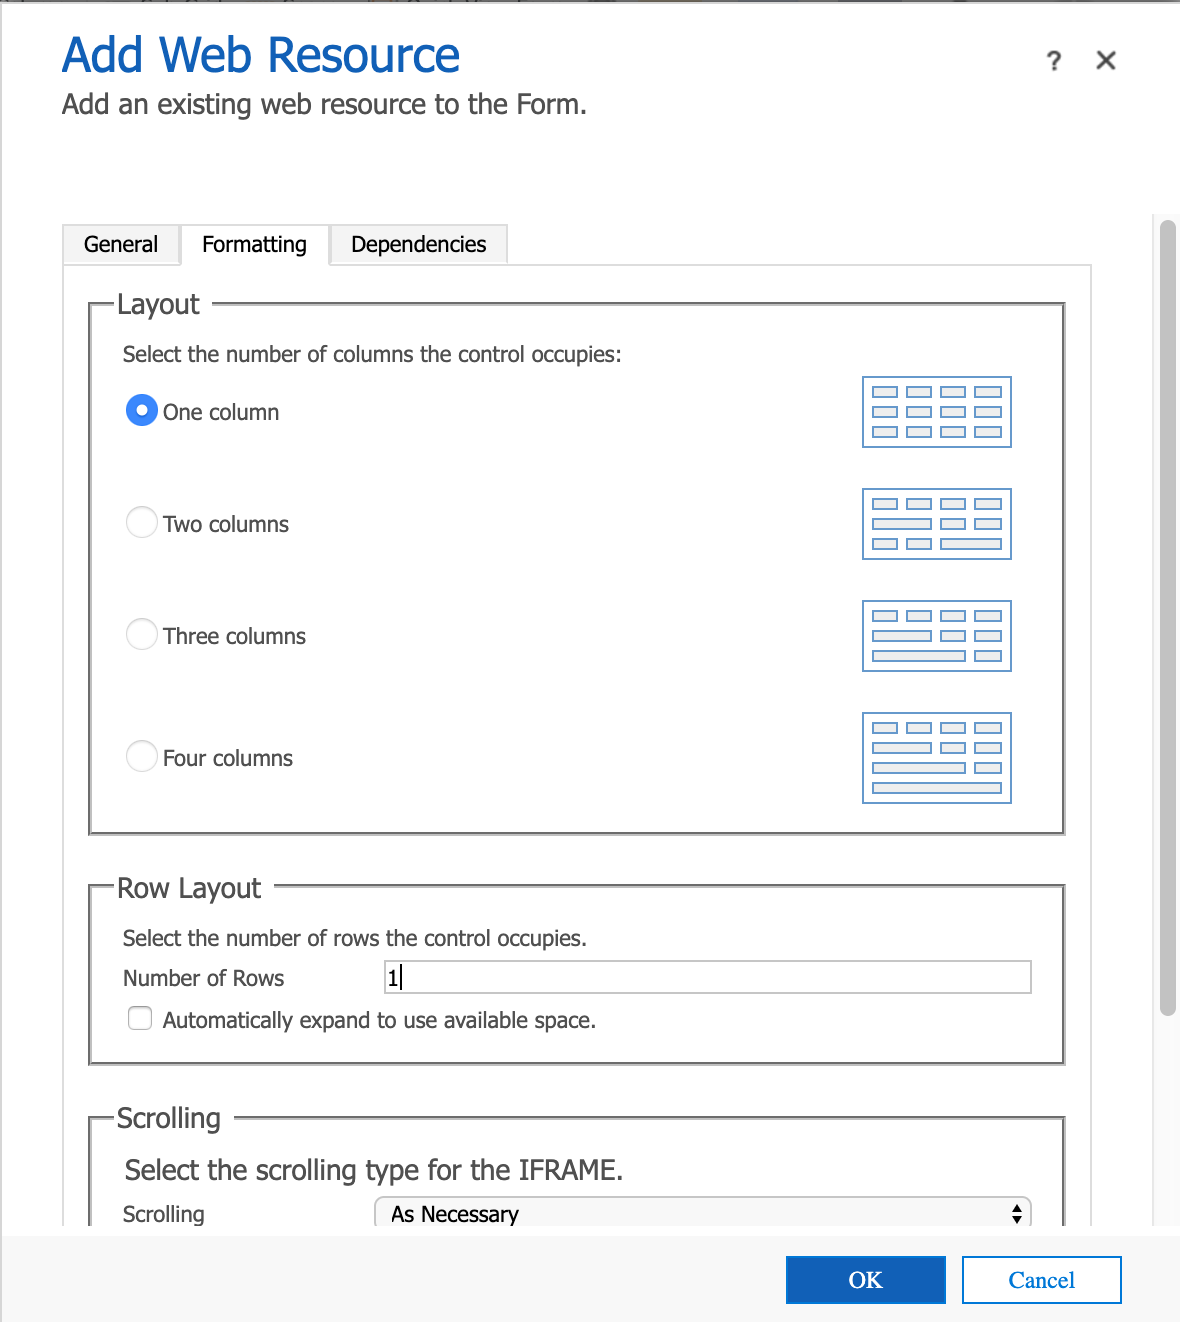 Add Web Resource
? ✕
Add an existing web resource to the Form.
General Formatting Dependencies
Layout
Select the number of columns the control occupies:
One column
Two columns
Three columns
Four columns
Row Layout
Select the number of rows the control occupies.
Number of Rows 1
Automatically expand to use available space.
Scrolling
Select the scrolling type for the IFRAME.
Scrolling As Necessary
OK Cancel